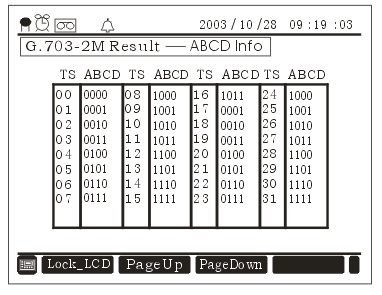 2003/10/28 09:19:03
G.703-2M Result — ABCD Info
TS ABCD TS ABCD TS ABCD TS ABCD
00 0000 08 1000 16 1011 24 1000
01 0001 09 1001 17 0001 25 1001
02 0010 10 1010 18 0010 26 1010
03 0011 11 1011 19 0011 27 1011
04 0100 12 1100 20 0100 28 1100
05 0101 13 1101 21 0101 29 1101
06 0110 14 1110 22 0110 30 1110
07 0111 15 1111 23 0111 31 1111
Lock_LCD PageUp PageDown